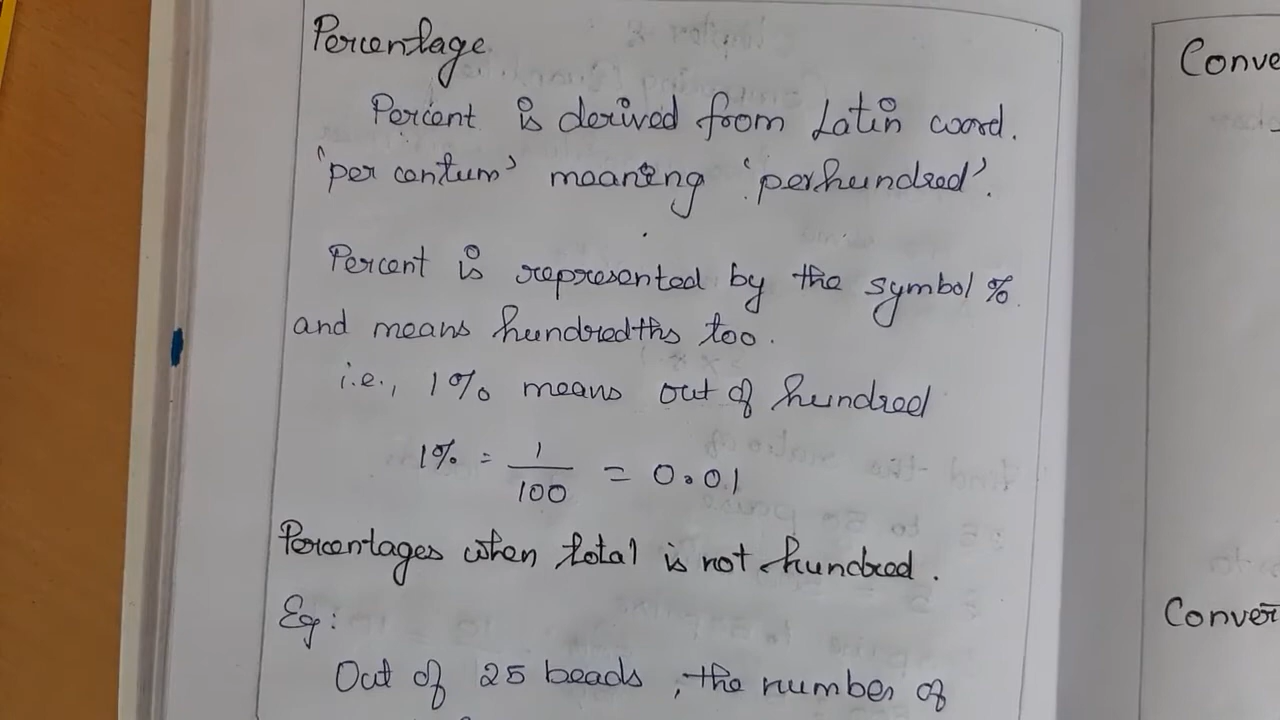 Percentage
Percent is derived from Latin word.
'per centum' meaning 'perhundred'.
Percent is represented by the symbol %
and means hundredths too.
i.e., 1% means out of hundred
1% = 1/100 = 0.01
Percentages when total is not hundred.
Eg:
Out of 25 beads, the number of
Conve
Conver